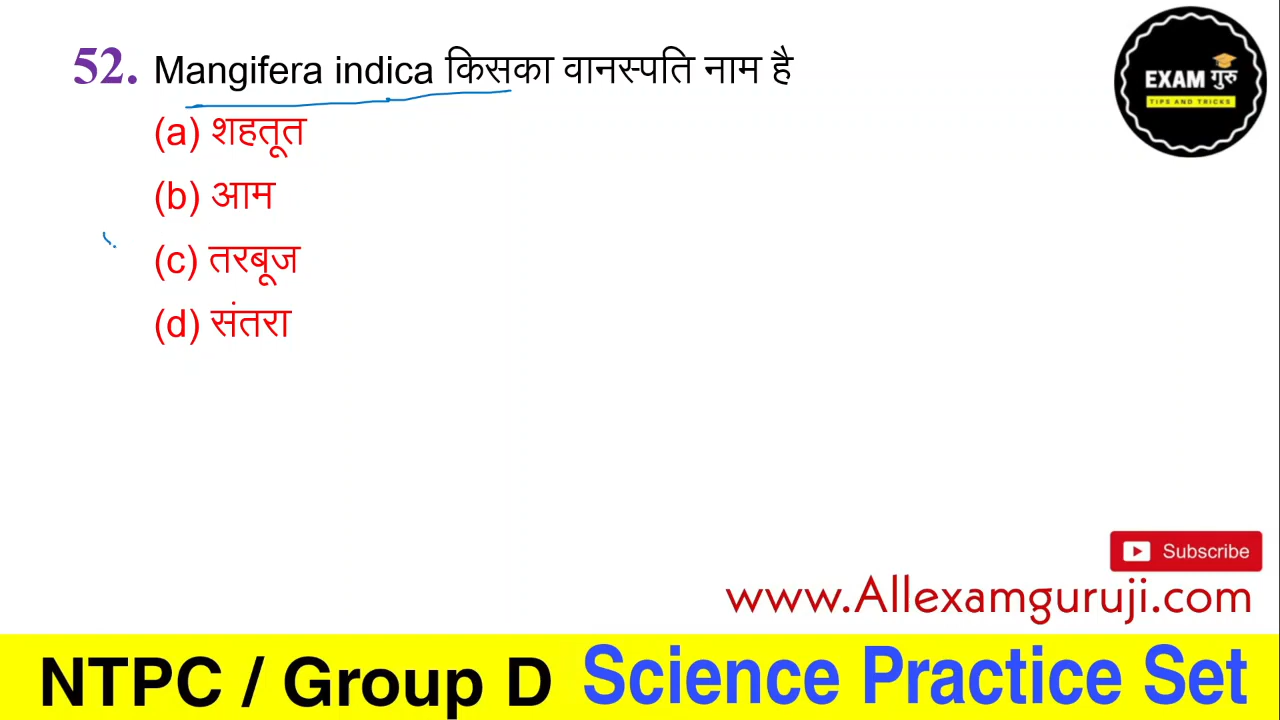 52. Mangifera indica किसका वानस्पति नाम है
(a) शहतूत
(b) आम
(c) तरबूज
(d) संतरा
EXAM गुरु
TIPS AND TRICKS
Subscribe
www.Allexamguruji.com
NTPC / Group D Science Practice Set